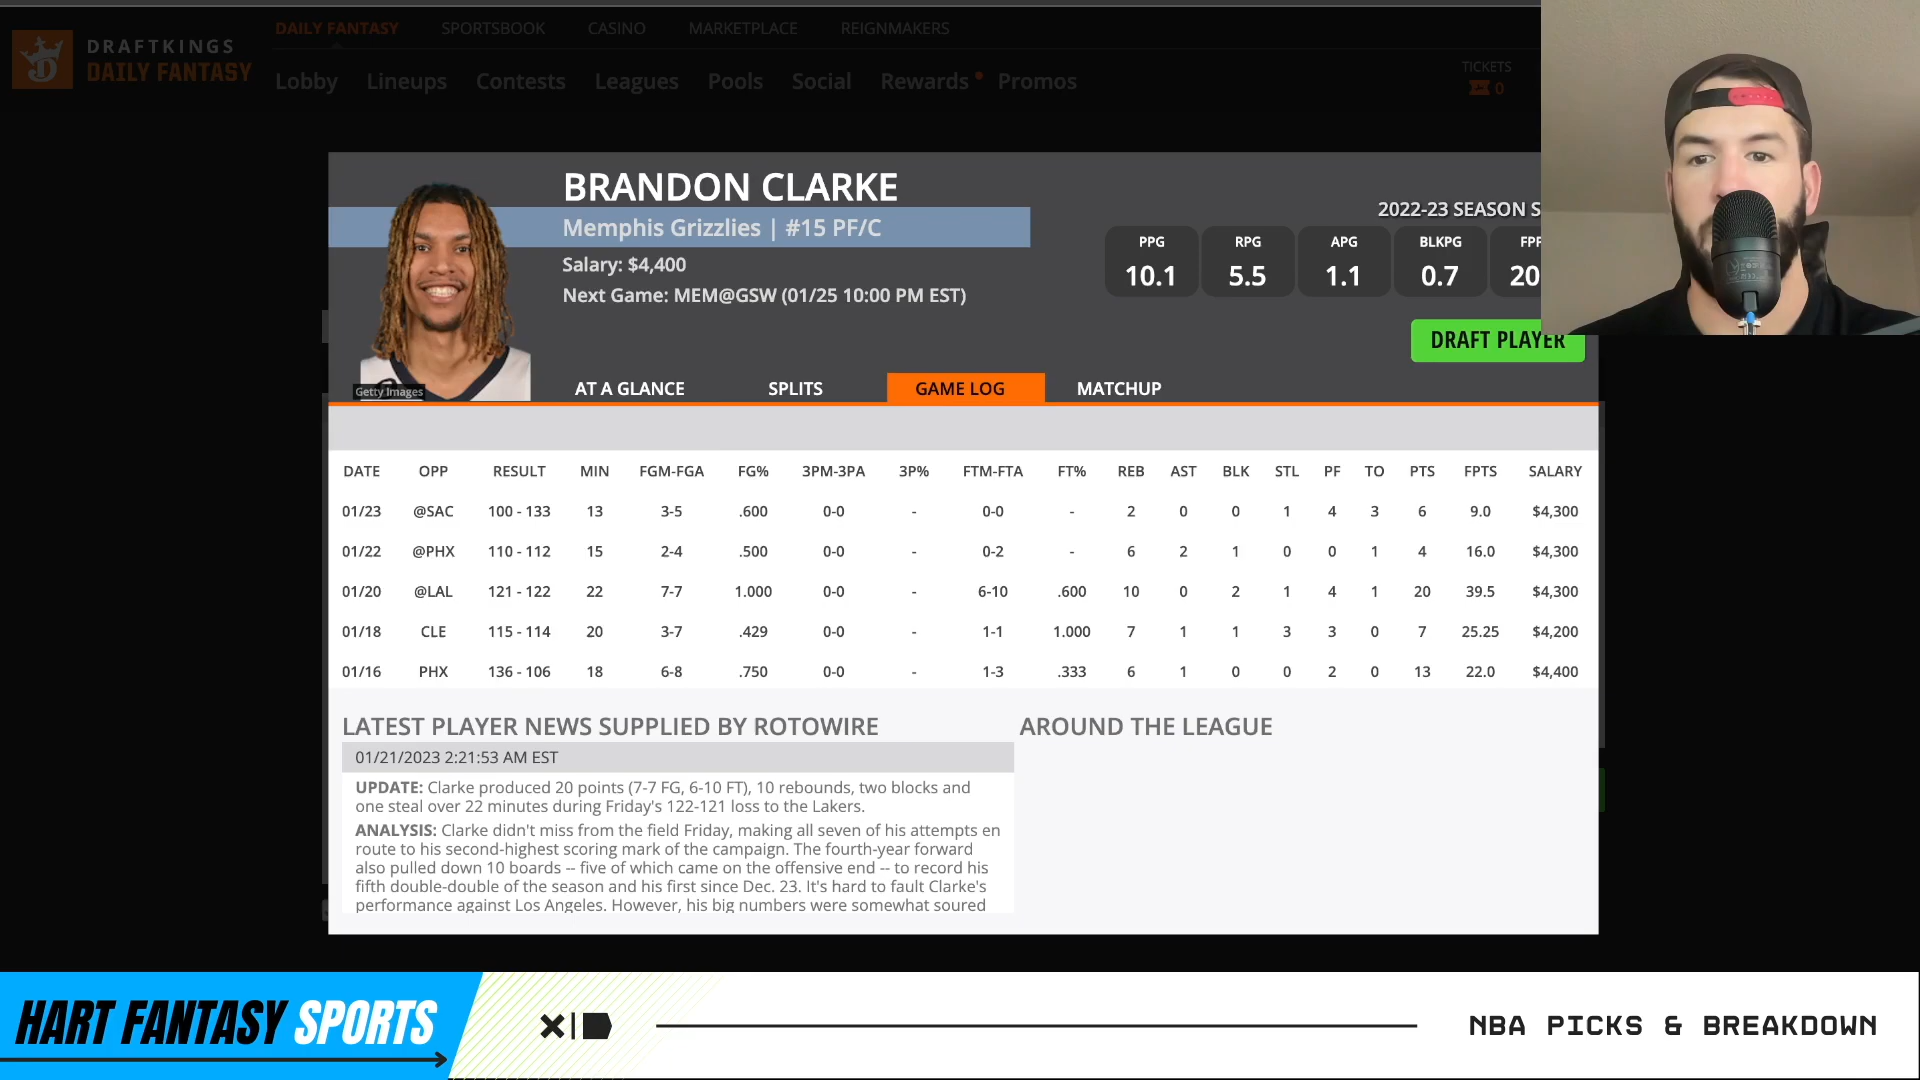 DAILY FANTASY SPORTSBOOK CASINO MARKETPLACE REIGNMAKERS
DRAFTKINGS
DAILY FANTASY
Lobby Lineups Contests Leagues Pools Social Rewards Promos
TICKETS
0
BRANDON CLARKE
Memphis Grizzlies | #15 PF/C
Salary: $4,400
Next Game: MEM@GSW (01/25 10:00 PM EST)
2022-23 SEASON S
PPG RPG APG BLKPG FPP
10.1 5.5 1.1 0.7 20
DRAFT PLAYER
Getty Images
AT A GLANCE SPLITS GAME LOG MATCHUP
DATE OPP RESULT MIN FGM-FGA FG% 3PM-3PA 3P% FTM-FTA FT% REB AST BLK STL PF TO PTS FPTS SALARY
01/23 @SAC 100 - 133 13 3-5 .600 0-0 - 0-0 - 2 0 0 1 4 3 6 9.0 $4,300
01/22 @PHX 110 - 112 15 2-4 .500 0-0 - 0-2 - 6 2 1 0 0 1 4 16.0 $4,300
01/20 @LAL 121 - 122 22 7-7 1.000 0-0 - 6-10 .600 10 0 2 1 4 1 20 39.5 $4,300
01/18 CLE 115 - 114 20 3-7 .429 0-0 - 1-1 1.000 7 1 1 3 3 0 7 25.25 $4,200
01/16 PHX 136 - 106 18 6-8 .750 0-0 - 1-3 .333 6 1 0 0 2 0 13 22.0 $4,400
LATEST PLAYER NEWS SUPPLIED BY ROTOWIRE
AROUND THE LEAGUE
01/21/2023 2:21:53 AM EST
UPDATE: Clarke produced 20 points (7-7 FG, 6-10 FT), 10 rebounds, two blocks and
one steal over 22 minutes during Friday's 122-121 loss to the Lakers.
ANALYSIS: Clarke didn't miss from the field Friday, making all seven of his attempts en
route to his second-highest scoring mark of the campaign. The fourth-year forward
also pulled down 10 boards -- five of which came on the offensive end -- to record his
fifth double-double of the season and his first since Dec. 23. It's hard to fault Clarke's
performance against Los Angeles. However, his big numbers were somewhat soured
HART FANTASY SPORTS
NBA PICKS & BREAKDOWN